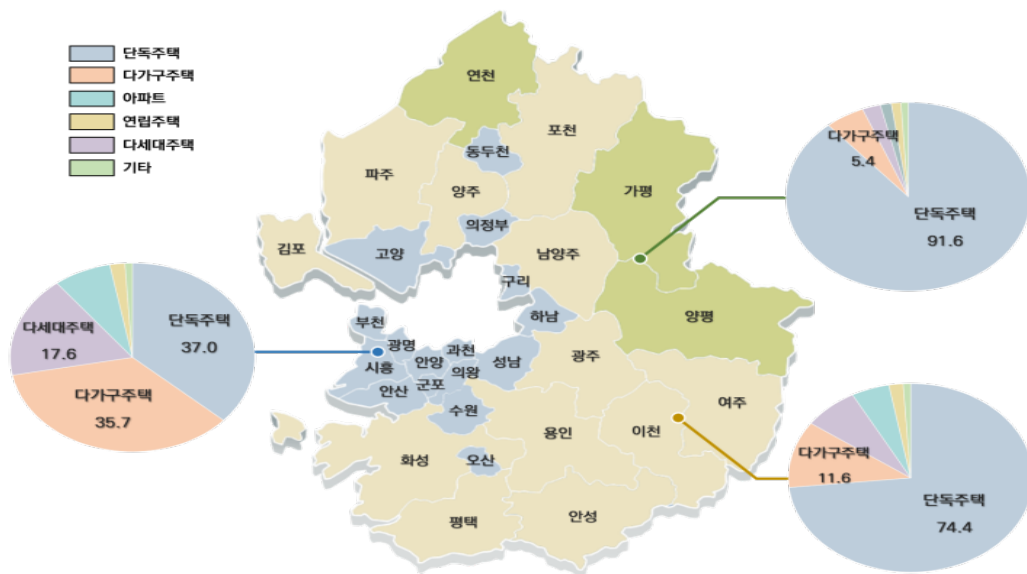 단독주택
다가구주택
아파트
연립주택
다세대주택
기타
연천
포천
동두천
파주
양주
가평
의정부
김포
고양
남양주
구리
양평
하남
부천
광명
과천
시흥
안양
의왕
성남
광주
안산
군포
수원
여주
용인
이천
화성
오산
평택
안성
다가구주택
5.4
단독주택
91.6
단독주택
37.0
다세대주택
17.6
다가구주택
35.7
다가구주택
11.6
단독주택
74.4